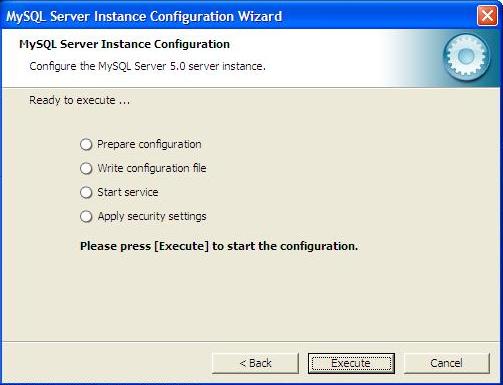 MySQL Server Instance Configuration Wizard
MySQL Server Instance Configuration
Configure the MySQL Server 5.0 server instance.
Ready to execute ...
Prepare configuration
Write configuration file
Start service
Apply security settings
Please press [Execute] to start the configuration.
< Back Execute Cancel